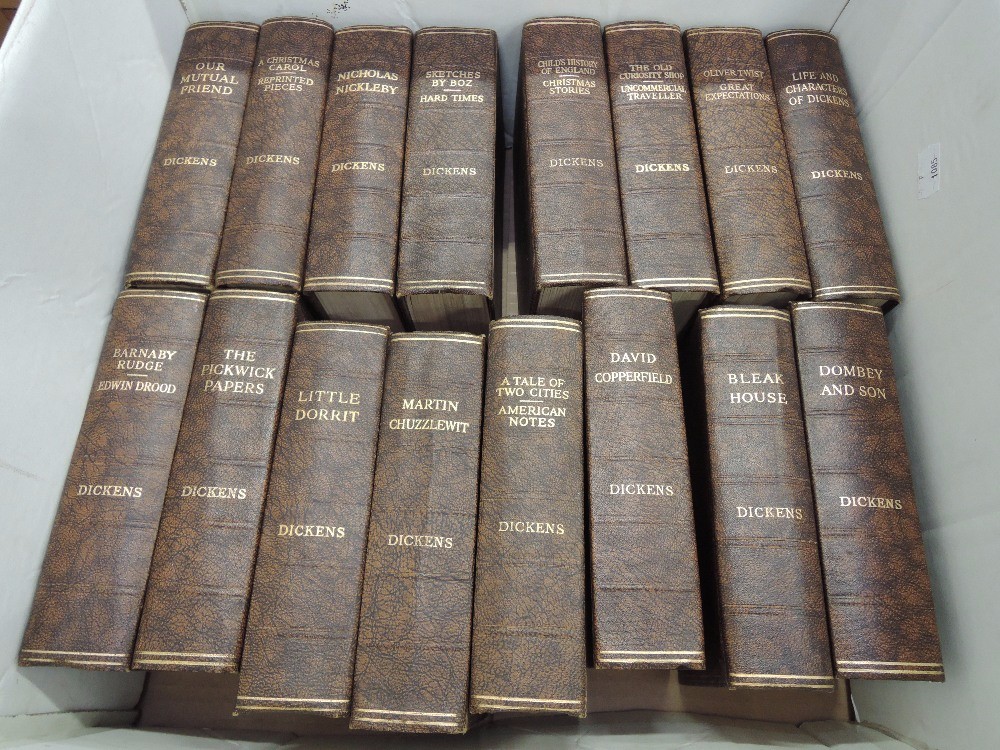 OUR
MUTUAL
FRIEND
DICKENS
A CHRISTMAS
CAROL
REPRINTED
PIECES
DICKENS
NICHOLAS
NICKLEBY
DICKENS
SKETCHES
BY BOZ
HARD TIMES
DICKENS
CHILD'S HISTORY
OF ENGLAND
CHRISTMAS
STORIES
DICKENS
THE OLD
CURIOSITY SHOP
UNCOMMERCIAL
TRAVELLER
DICKENS
OLIVER TWIST
GREAT
EXPECTATIONS
DICKENS
LIFE AND
CHARACTERS
OF DICKENS
DICKENS
1085
BARNABY
RUDGE
EDWIN DROOD
DICKENS
THE
PICKWICK
PAPERS
DICKENS
LITTLE
DORRIT
DICKENS
MARTIN
CHUZZLEWIT
DICKENS
A TALE OF
TWO CITIES
AMERICAN
NOTES
DICKENS
DAVID
COPPERFIELD
DICKENS
BLEAK
HOUSE
DICKENS
DOMBEY
AND SON
DICKENS